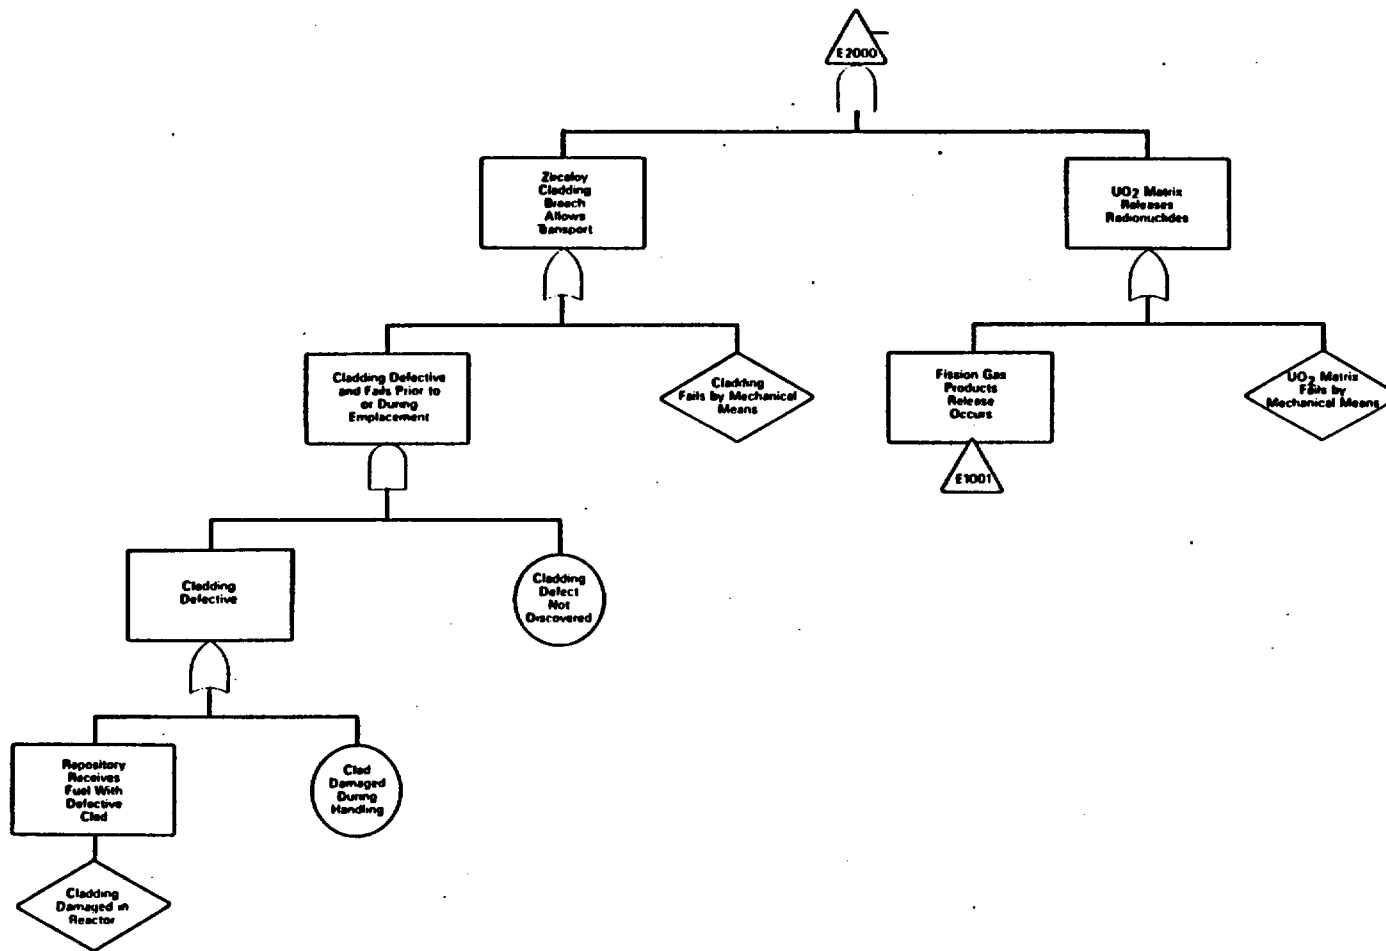 E2000
Zircaloy
Cladding
Breach
Allows
Transport
UO2 Matrix
Releases
Radionuclides
Cladding Defective
and Fails Prior to
or During
Emplacement
Cladding
Fails by Mechanical
Means
Fission Gas
Products
Release
Occurs
UO2 Matrix
Fails by
Mechanical Means
E1001
Cladding
Defective
Cladding
Defect
Not
Discovered
Repository
Receives
Fuel With
Defective
Clad
Clad
Damaged
During
Handling
Cladding
Damaged in
Reactor